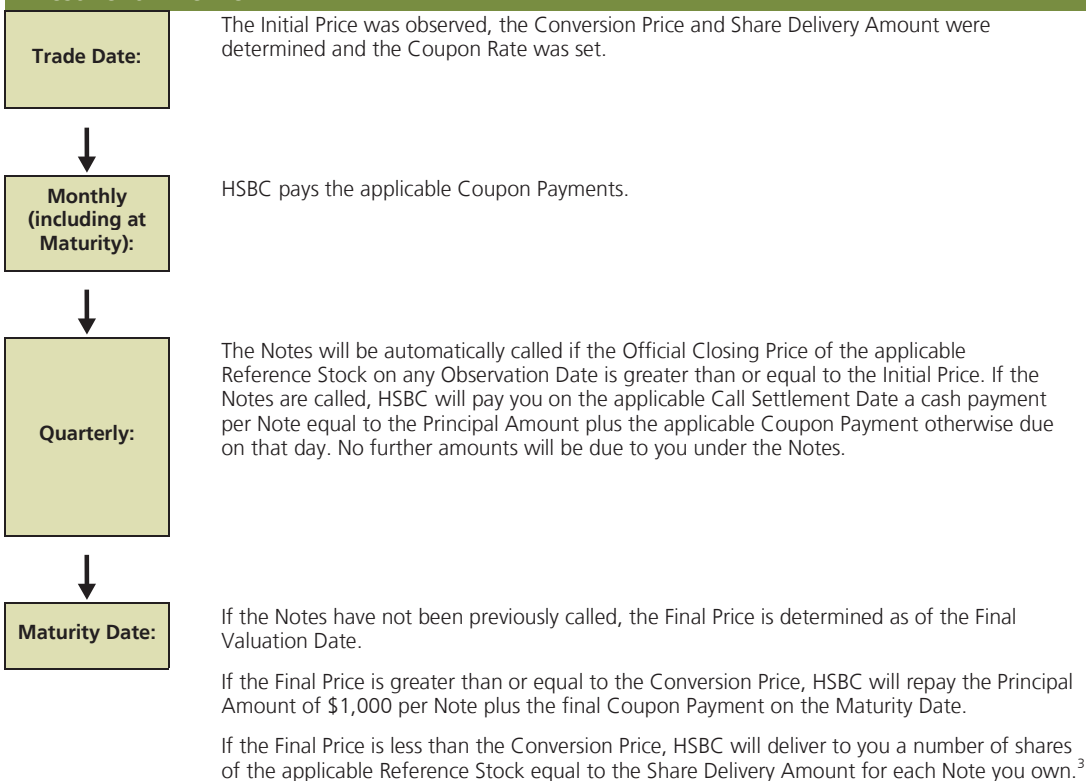 Trade Date:
The Initial Price was observed, the Conversion Price and Share Delivery Amount were
determined and the Coupon Rate was set.
Monthly
(including at
Maturity):
HSBC pays the applicable Coupon Payments.
Quarterly:
The Notes will be automatically called if the Official Closing Price of the applicable
Reference Stock on any Observation Date is greater than or equal to the Initial Price. If the
Notes are called, HSBC will pay you on the applicable Call Settlement Date a cash payment
per Note equal to the Principal Amount plus the applicable Coupon Payment otherwise due
on that day. No further amounts will be due to you under the Notes.
Maturity Date:
If the Notes have not been previously called, the Final Price is determined as of the Final
Valuation Date.
If the Final Price is greater than or equal to the Conversion Price, HSBC will repay the Principal
Amount of $1,000 per Note plus the final Coupon Payment on the Maturity Date.
If the Final Price is less than the Conversion Price, HSBC will deliver to you a number of shares
of the applicable Reference Stock equal to the Share Delivery Amount for each Note you own.³